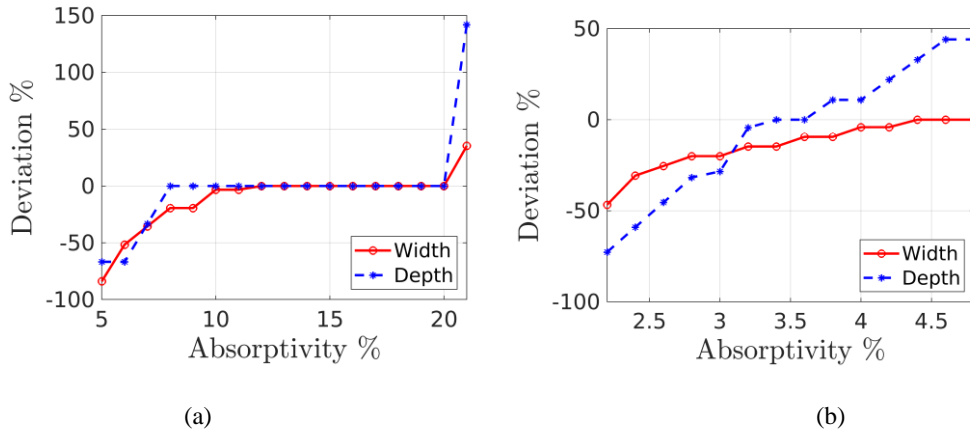 150
100
50
0
-50
-100
Deviation %
5
10
15
20
Absorptivity %
Width
Depth
(a)
50
0
-50
-100
Deviation %
2.5
3
3.5
4
4.5
Absorptivity %
Width
Depth
(b)